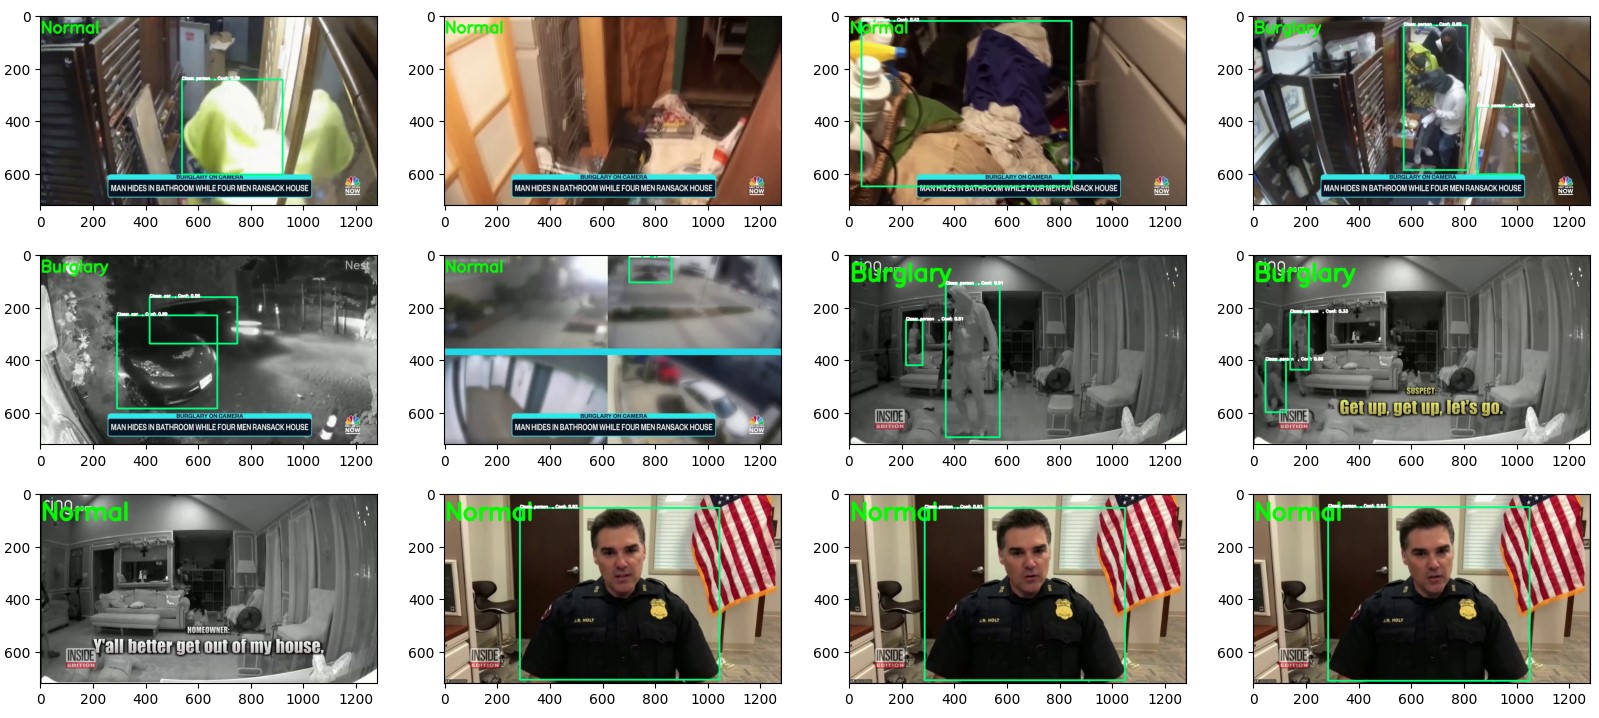 Normal
BURGLARY ON CAMERA
MAN HIDES IN BATHROOM WHILE FOUR MEN RANSACK HOUSE
NOW
0
200
400
600
0 200 400 600 800 1000 1200
Normal
BURGLARY ON CAMERA
MAN HIDES IN BATHROOM WHILE FOUR MEN RANSACK HOUSE
NOW
0
200
400
600
0 200 400 600 800 1000 1200
Normal
BURGLARY ON CAMERA
MAN HIDES IN BATHROOM WHILE FOUR MEN RANSACK HOUSE
NOW
0
200
400
600
0 200 400 600 800 1000 1200
Burglary
BURGLARY ON CAMERA
MAN HIDES IN BATHROOM WHILE FOUR MEN RANSACK HOUSE
NOW
0
200
400
600
0 200 400 600 800 1000 1200
Burglary
Nest
BURGLARY ON CAMERA
MAN HIDES IN BATHROOM WHILE FOUR MEN RANSACK HOUSE
NOW
0
200
400
600
0 200 400 600 800 1000 1200
Normal
BURGLARY ON CAMERA
MAN HIDES IN BATHROOM WHILE FOUR MEN RANSACK HOUSE
NOW
0
200
400
600
0 200 400 600 800 1000 1200
Burglary
INSIDE
EDITION
0
200
400
600
0 200 400 600 800 1000 1200
Burglary
SUSPECT:
Get up, get up, let's go.
INSIDE
EDITION
0
200
400
600
0 200 400 600 800 1000 1200
Normal
HOMEOWNER:
Y'all better get out of my house.
INSIDE
EDITION
0
200
400
600
0 200 400 600 800 1000 1200
Normal
J.R. HOLT
INSIDE
EDITION
0
200
400
600
0 200 400 600 800 1000 1200
Normal
J.R. HOLT
INSIDE
EDITION
0
200
400
600
0 200 400 600 800 1000 1200
Normal
J.R. HOLT
INSIDE
EDITION
0
200
400
600
0 200 400 600 800 1000 1200